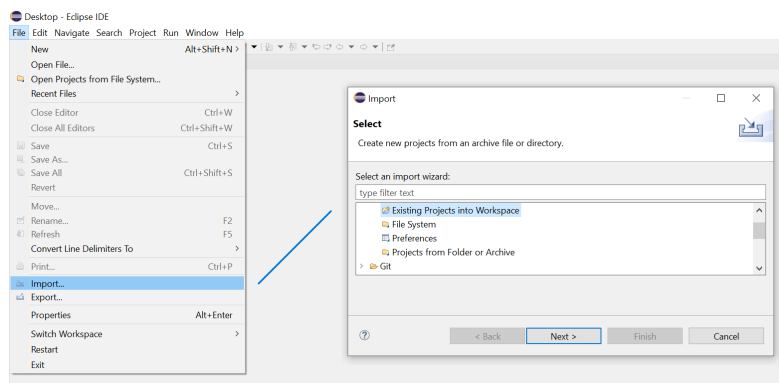 Desktop - Eclipse IDE
File Edit Navigate Search Project Run Window Help
New Alt+Shift+N >
Open File...
Open Projects from File System...
Recent Files >
Close Editor Ctrl+W
Close All Editors Ctrl+Shift+W
Save Ctrl+S
Save As...
Save All Ctrl+Shift+S
Revert
Move...
Rename... F2
Refresh F5
Convert Line Delimiters To >
Print... Ctrl+P
Import...
Export...
Properties Alt+Enter
Switch Workspace >
Restart
Exit
Import
Select
Create new projects from an archive file or directory.
Select an import wizard:
type filter text
Existing Projects into Workspace
File System
Preferences
Projects from Folder or Archive
> Git
? < Back Next > Finish Cancel